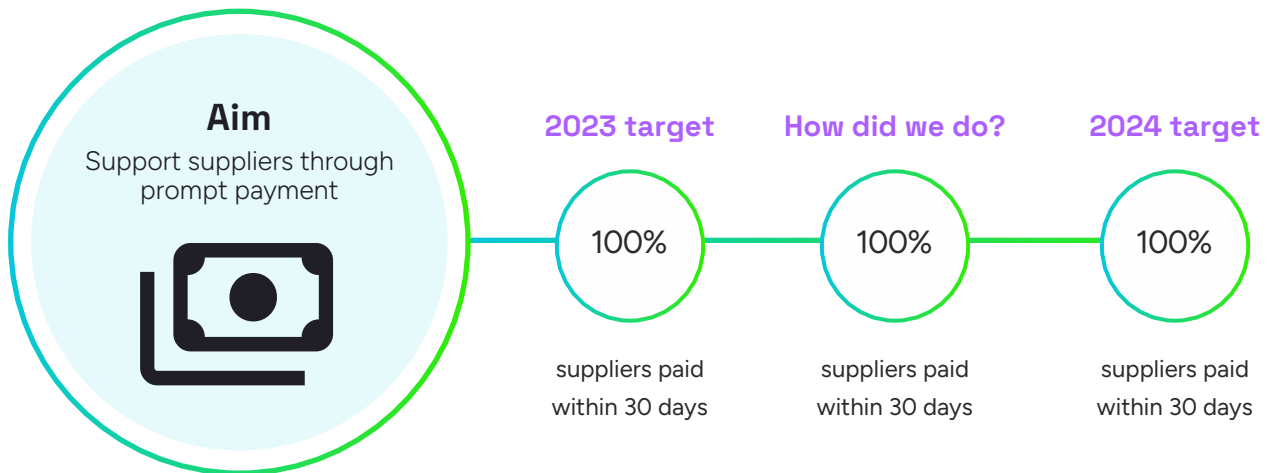 Aim
Support suppliers through
prompt payment
2023 target
100%
suppliers paid
within 30 days
How did we do?
100%
suppliers paid
within 30 days
2024 target
100%
suppliers paid
within 30 days